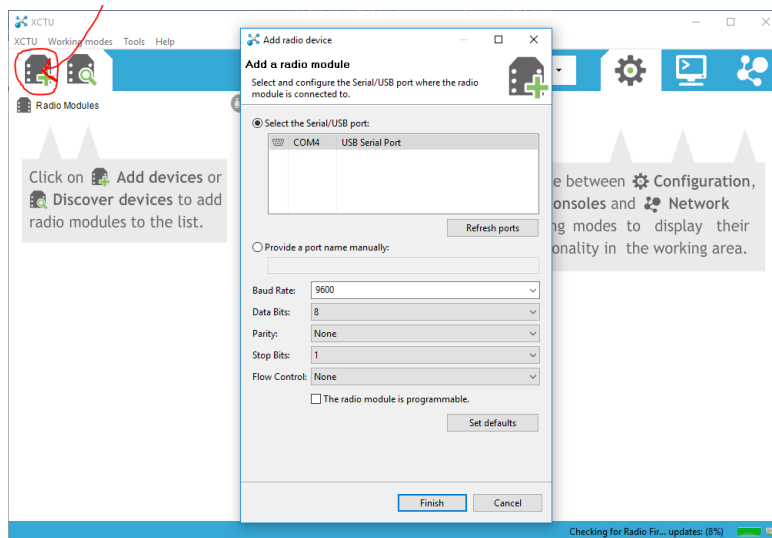 XCTU
XCTU Working modes Tools Help
Radio Modules
Click on Add devices or
Discover devices to add
radio modules to the list.
Add radio device
Add a radio module
Select and configure the Serial/USB port where the radio
module is connected to.
Select the Serial/USB port:
COM4 USB Serial Port
Refresh ports
Provide a port name manually:
Baud Rate: 9600
Data Bits: 8
Parity: None
Stop Bits: 1
Flow Control: None
The radio module is programmable.
Set defaults
Finish Cancel
e between Configuration,
onsoles and Network
ng modes to display their
onality in the working area.
Checking for Radio Fir... updates: (8%)